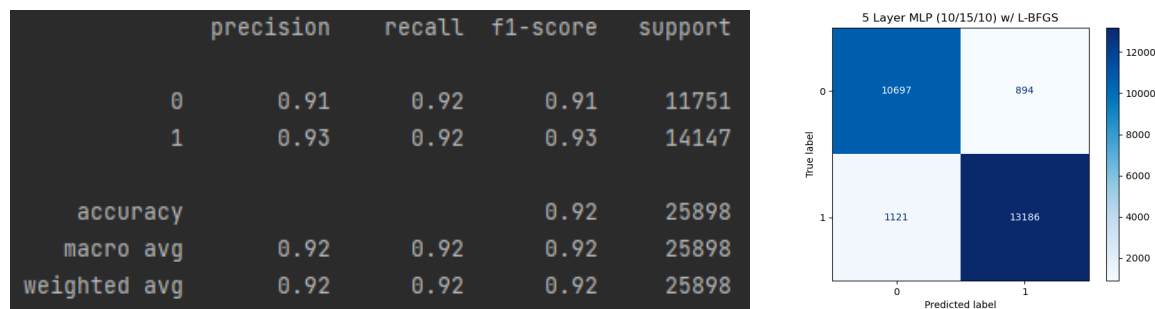 precision recall f1-score support
0 0.91 0.92 0.91 11751
1 0.93 0.92 0.93 14147
accuracy 0.92 25898
macro avg 0.92 0.92 0.92 25898
weighted avg 0.92 0.92 0.92 25898
5 Layer MLP (10/15/10) w/ L-BFGS
True label
0
10697 894
1
1121 13186
0 1
Predicted label
12000
10000
8000
6000
4000
2000